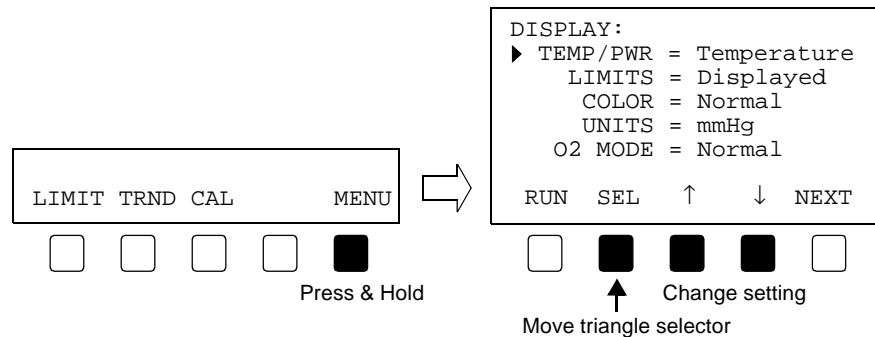 LIMIT TRND CAL MENU
Press & Hold
DISPLAY:
TEMP/PWR = Temperature
LIMITS = Displayed
COLOR = Normal
UNITS = mmHg
O2 MODE = Normal
RUN SEL ↑ ↓ NEXT
Change setting
Move triangle selector